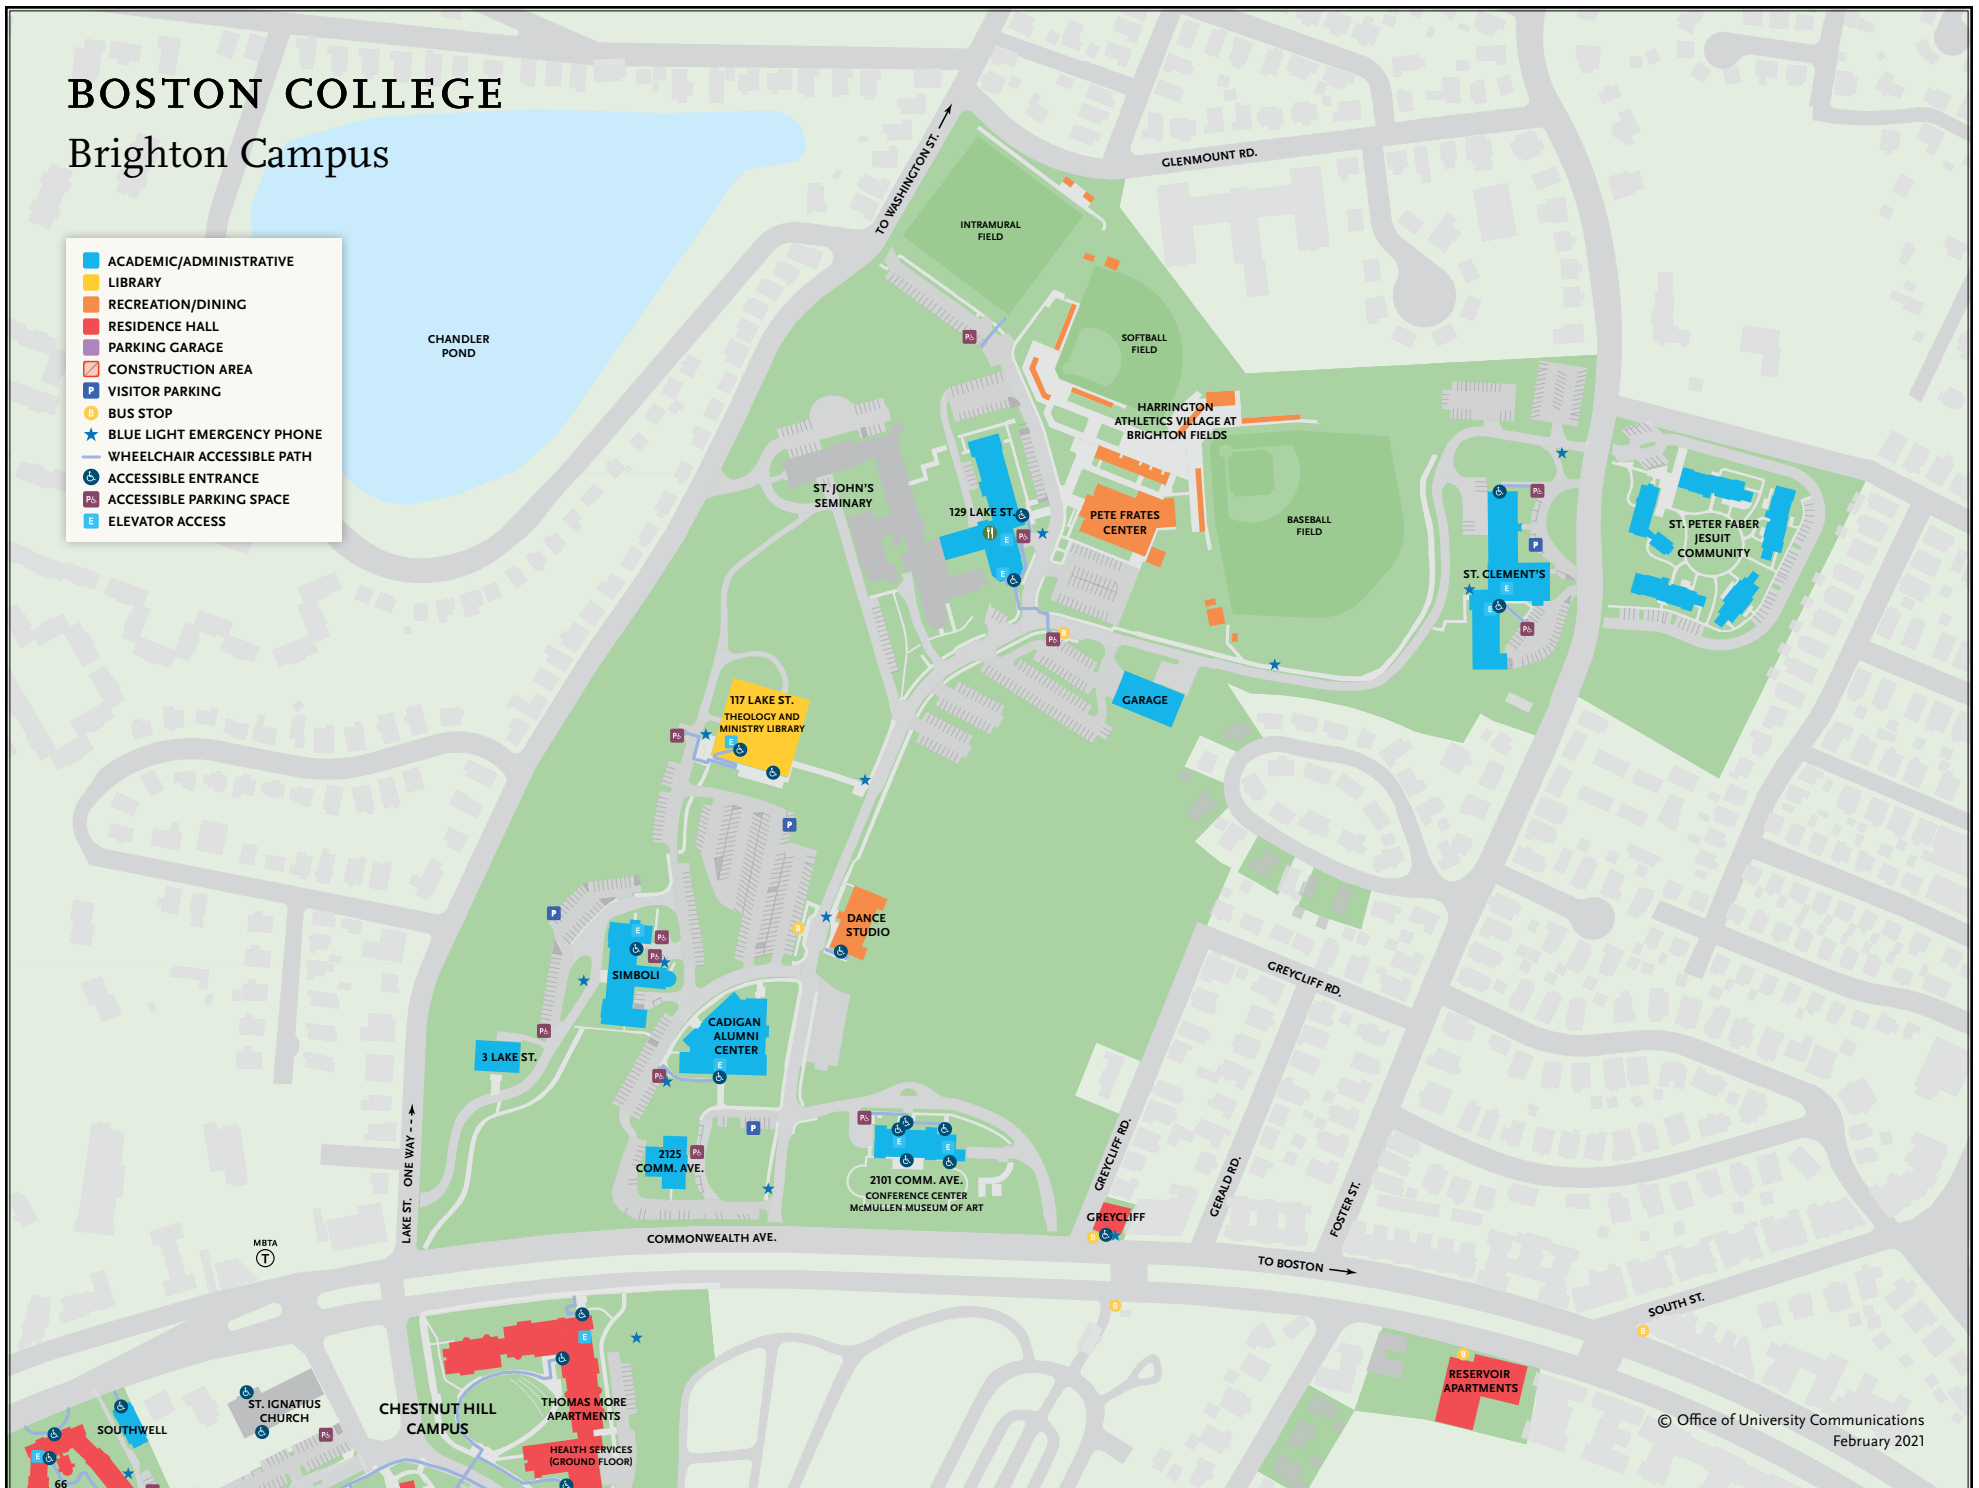 BOSTON COLLEGE
Brighton Campus
ACADEMIC/ADMINISTRATIVE
LIBRARY
RECREATION/DINING
RESIDENCE HALL
PARKING GARAGE
CONSTRUCTION AREA
P VISITOR PARKING
B BUS STOP
BLUE LIGHT EMERGENCY PHONE
WHEELCHAIR ACCESSIBLE PATH
ACCESSIBLE ENTRANCE
P ACCESSIBLE PARKING SPACE
E ELEVATOR ACCESS
CHANDLER
POND
TO WASHINGTON ST.
GLENMOUNT RD.
INTRAMURAL
FIELD
SOFTBALL
FIELD
HARRINGTON
ATHLETICS VILLAGE AT
BRIGHTON FIELDS
ST. JOHN'S
SEMINARY
129 LAKE ST.
PETE FRATES
CENTER
BASEBALL
FIELD
ST. CLEMENT'S
ST. PETER FABER
JESUIT
COMMUNITY
117 LAKE ST.
THEOLOGY AND
MINISTRY LIBRARY
GARAGE
DANCE
STUDIO
SIMBOLI
CADIGAN
ALUMNI
CENTER
3 LAKE ST.
2125
COMM. AVE.
2101 COMM. AVE.
CONFERENCE CENTER
McMULLEN MUSEUM OF ART
GREYCLIFF RD.
GREYCLIFF RD.
GERALD RD.
FOSTER ST.
GREYCLIFF
LAKE ST. ONE WAY
COMMONWEALTH AVE.
TO BOSTON
SOUTH ST.
MBTA
T
ST. IGNATIUS
CHURCH
SOUTHWELL
CHESTNUT HILL
CAMPUS
THOMAS MORE
APARTMENTS
HEALTH SERVICES
(GROUND FLOOR)
66
RESERVOIR
APARTMENTS
© Office of University Communications
February 2021